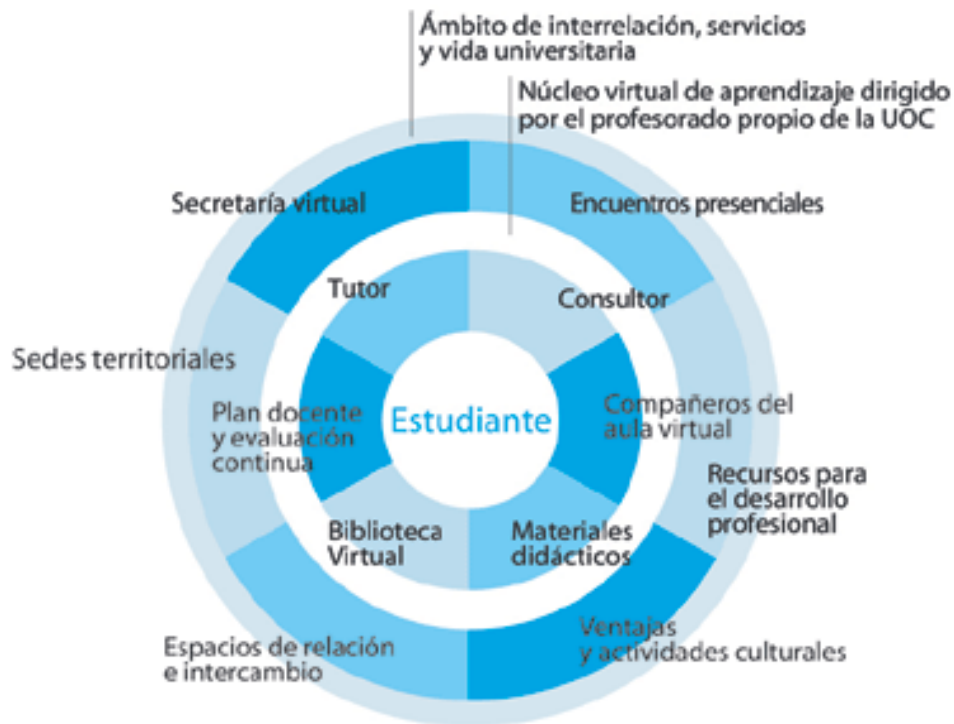 Ámbito de interrelación, servicios
y vida universitaria
Núcleo virtual de aprendizaje dirigido
por el profesorado propio de la UOC
Secretaría virtual
Encuentros presenciales
Tutor
Consultor
Sedes territoriales
Plan docente
y evaluación
continua
Estudiante
Compañeros del
aula virtual
Recursos para
el desarrollo
profesional
Biblioteca
Virtual
Materiales
didácticos
Espacios de relación
e intercambio
Ventajas
y actividades culturales